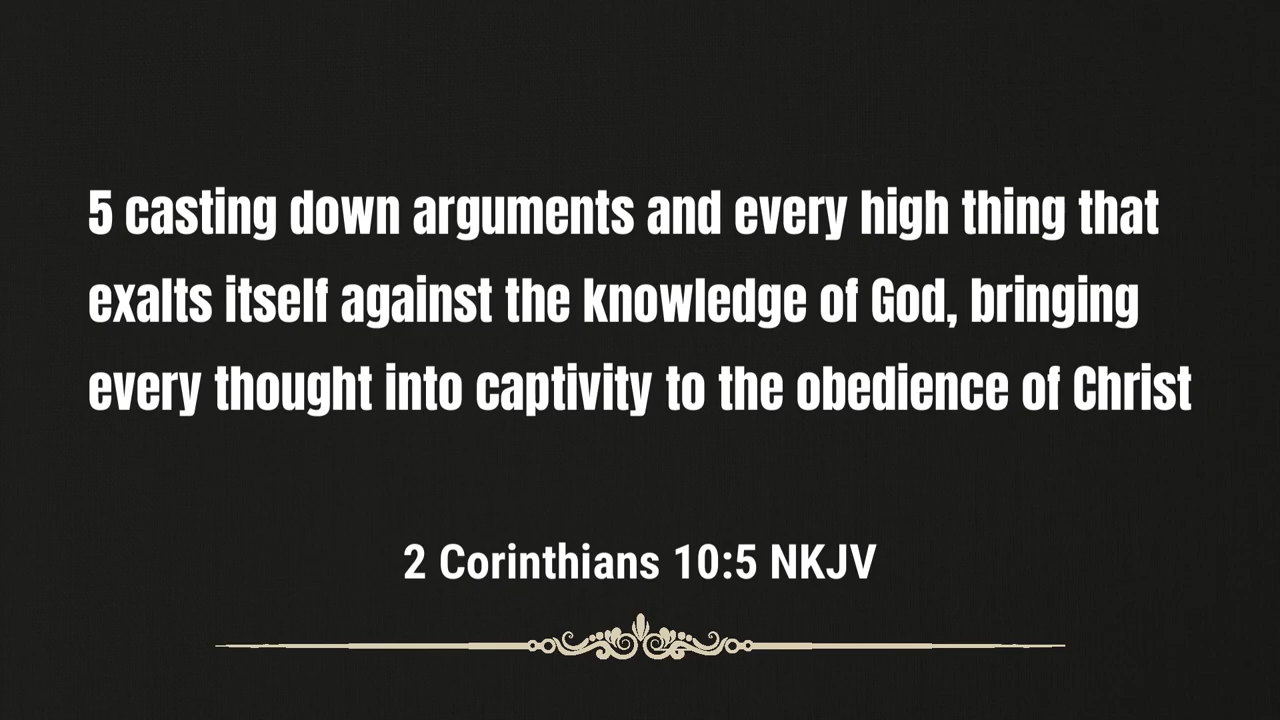 5 casting down arguments and every high thing that
exalts itself against the knowledge of God, bringing
every thought into captivity to the obedience of Christ
2 Corinthians 10:5 NKJV